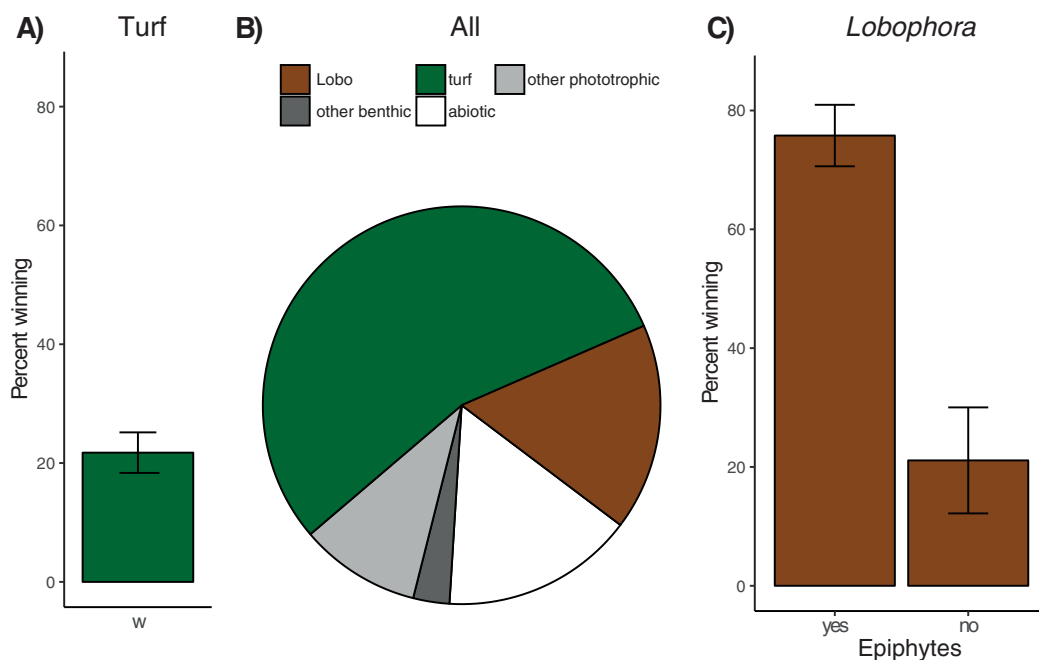 A) Turf
Percent winning
80
60
40
20
0
w
B) All
Lobo turf other phototrophic
other benthic abiotic
C) Lobophora
Percent winning
80
60
40
20
0
yes no
Epiphytes